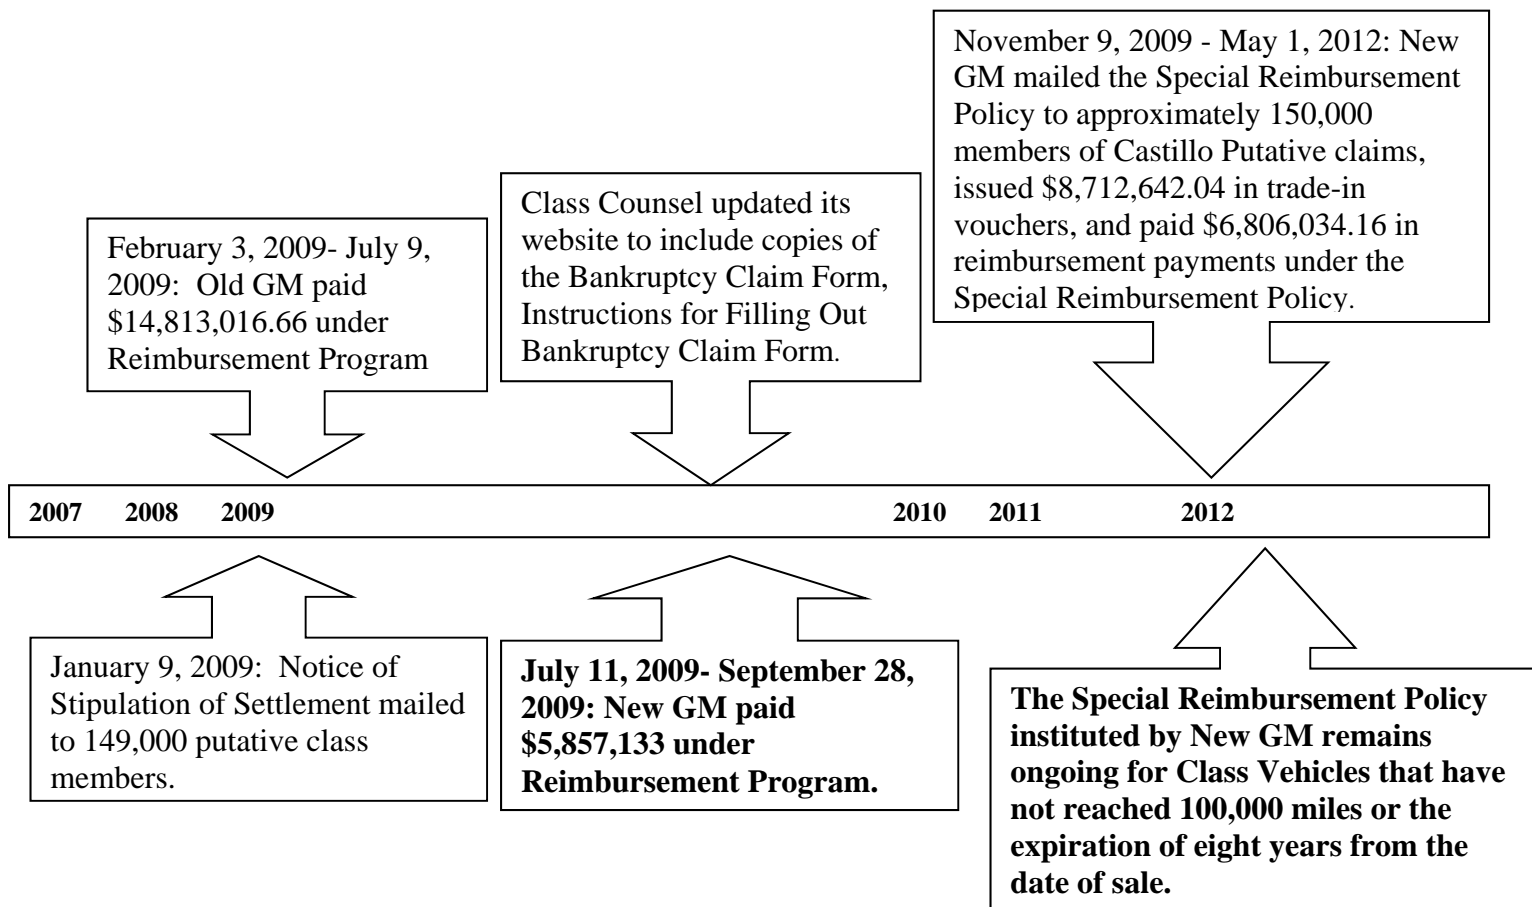 February 3, 2009- July 9,
2009:  Old GM paid
$14,813,016.66 under
Reimbursement Program
Class Counsel updated its
website to include copies of
the Bankruptcy Claim Form,
Instructions for Filling Out
Bankruptcy Claim Form.
November 9, 2009 - May 1, 2012: New
GM mailed the Special Reimbursement
Policy to approximately 150,000
members of Castillo Putative claims,
issued $8,712,642.04 in trade-in
vouchers, and paid $6,806,034.16 in
reimbursement payments under the
Special Reimbursement Policy.
2007 2008 2009 2010 2011 2012
January 9, 2009:  Notice of
Stipulation of Settlement mailed
to 149,000 putative class
members.
July 11, 2009- September 28,
2009: New GM paid
$5,857,133 under
Reimbursement Program.
The Special Reimbursement Policy
instituted by New GM remains
ongoing for Class Vehicles that have
not reached 100,000 miles or the
expiration of eight years from the
date of sale.